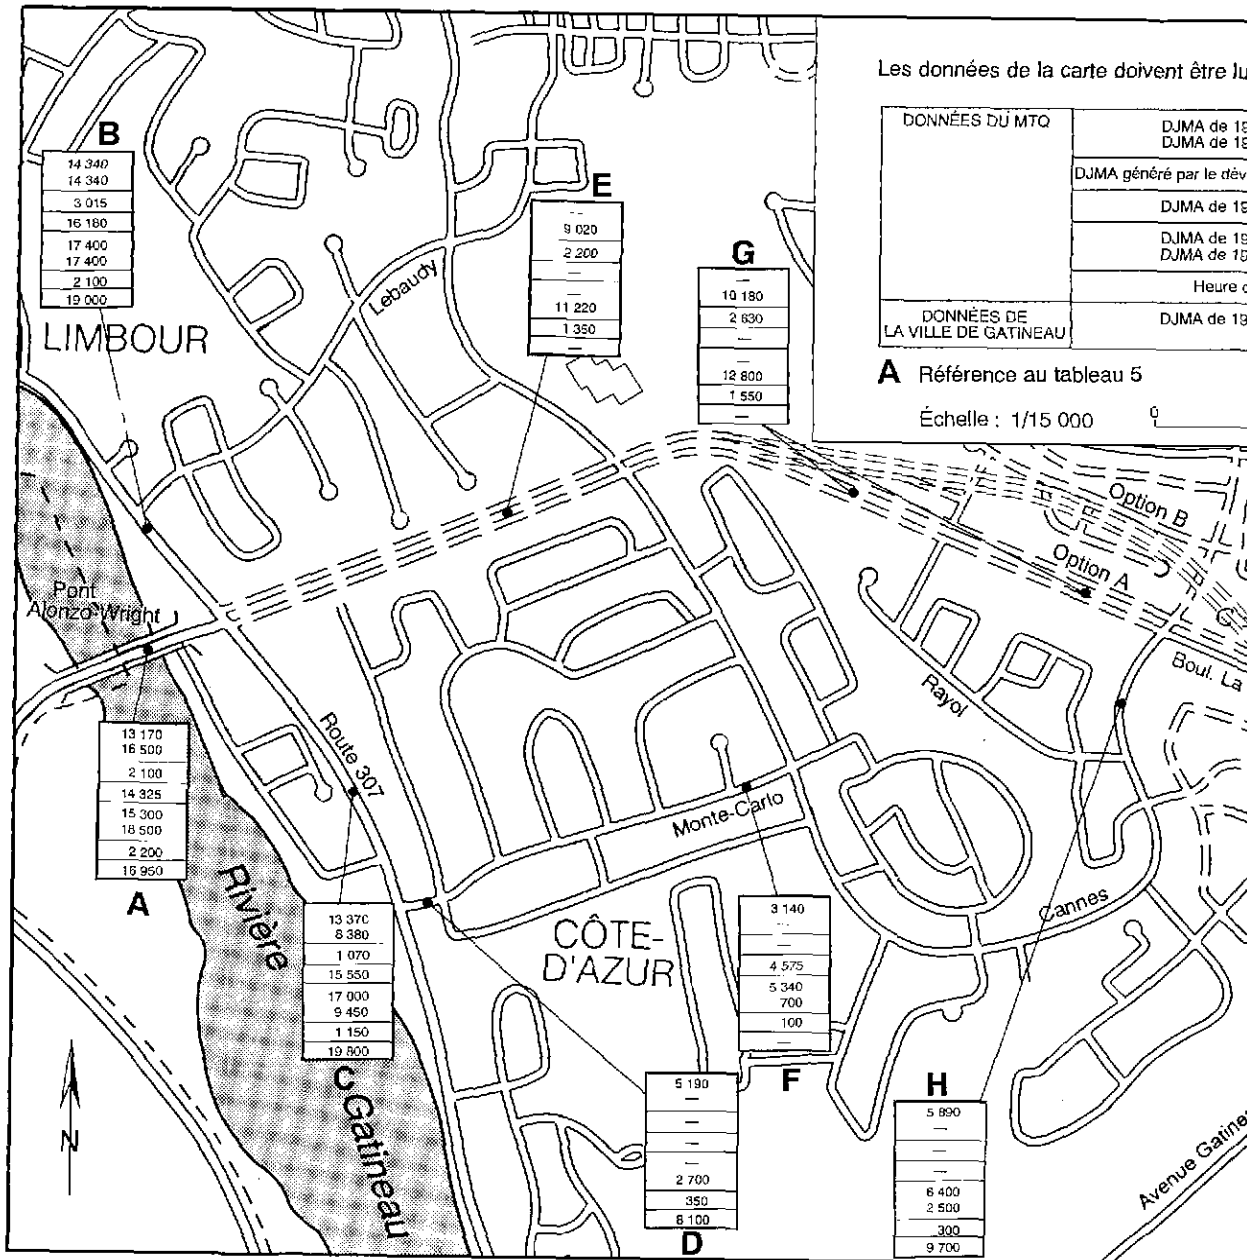 Les données de la carte doivent être lu
DONNÉES DU MTQ
DJMA de 19
DJMA de 19
DJMA généré par le dév
DJMA de 19
DJMA de 19
DJMA de 19
Heure d
DONNÉES DE
LA VILLE DE GATINEAU
DJMA de 19
A Référence au tableau 5
Échelle : 1/15 000
0
B
14 340
14 340
3 015
16 180
17 400
17 400
2 100
19 000
LIMBOUR
Lebaudy
E
—
9 020
2 200
—
—
11 220
1 350
—
G
—
10 180
2 630
—
—
12 800
1 550
—
Option B
Option A
Boul. La
Pont
Alonzo-Wright
A
13 170
16 500
2 100
14 325
15 300
18 500
2 200
16 950
Route 307
Rayol
Monte-Carlo
Cannes
Rivière
Gatineau
C
13 370
8 380
1 070
15 550
17 000
9 450
1 150
19 800
CÔTE-
D'AZUR
3 140
—
—
4 575
5 340
700
100
—
F
5 190
—
—
—
—
2 700
350
8 100
D
H
5 890
—
—
—
6 400
2 500
300
9 700
Avenue Gatine
N